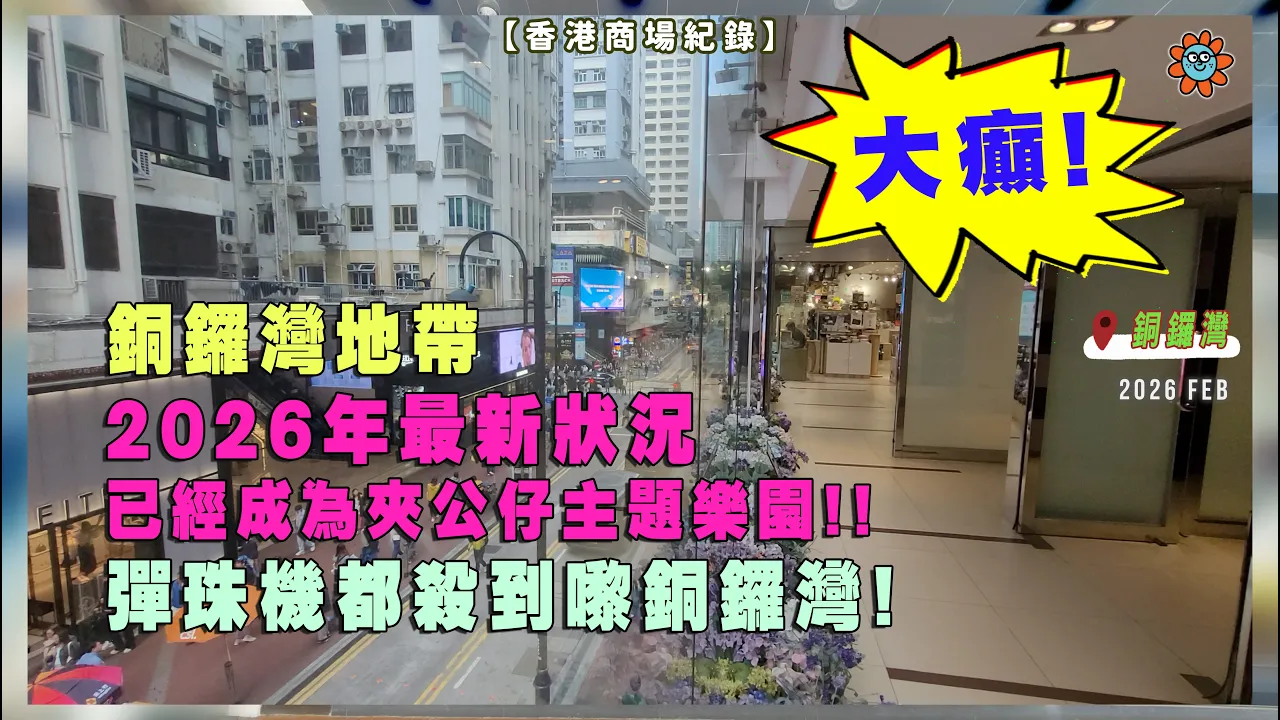 【香港商場紀錄】
大癲!
銅鑼灣地帶
2026年最新狀況
已經成為夾公仔主題樂園!!
彈珠機都殺到嚟銅鑼灣!
銅鑼灣
2026 FEB
FIT